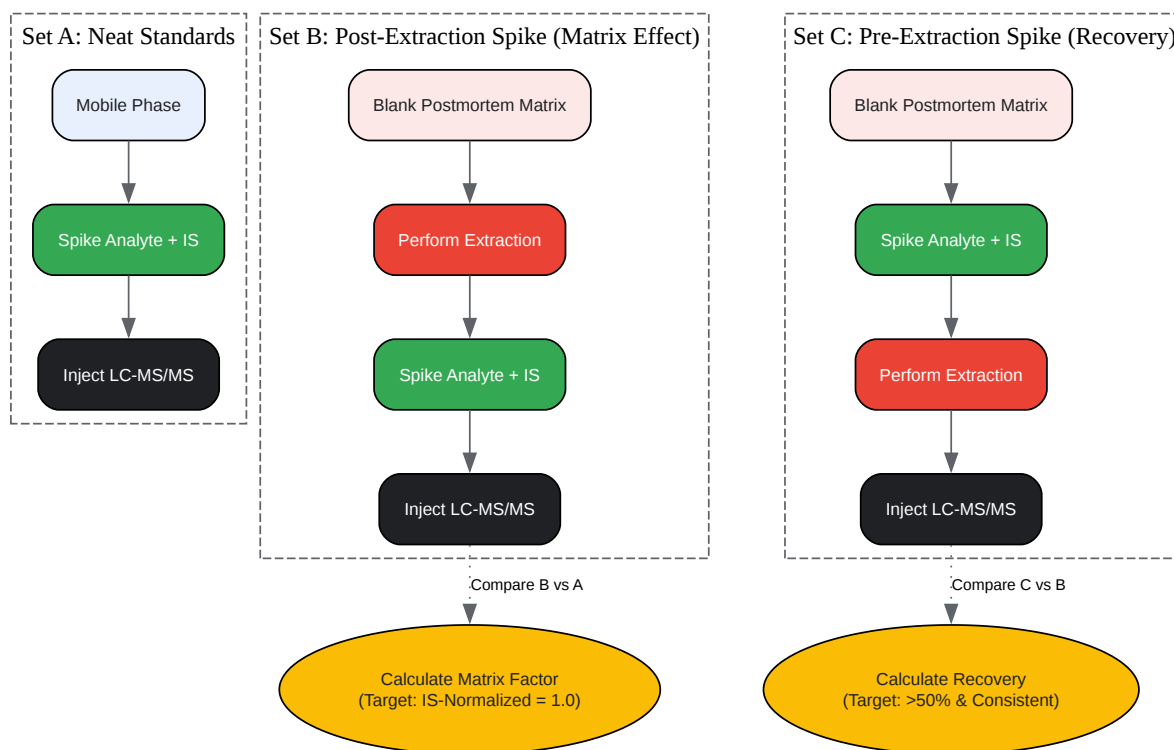 Set A: Neat Standards
Mobile Phase
Spike Analyte + IS
Inject LC-MS/MS
Set B: Post-Extraction Spike (Matrix Effect)
Blank Postmortem Matrix
Perform Extraction
Spike Analyte + IS
Inject LC-MS/MS
Compare B vs A
Calculate Matrix Factor
(Target: IS-Normalized = 1.0)
Set C: Pre-Extraction Spike (Recovery)
Blank Postmortem Matrix
Spike Analyte + IS
Perform Extraction
Inject LC-MS/MS
Compare C vs B
Calculate Recovery
(Target: >50% & Consistent)